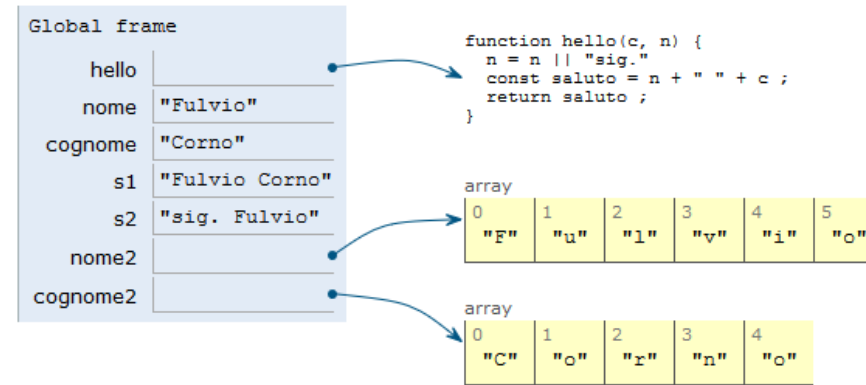 Global frame
hello
nome "Fulvio"
cognome "Corno"
s1 "Fulvio Corno"
s2 "sig. Fulvio"
nome2
cognome2
function hello(c, n) {
n = n || "sig."
const saluto = n + " " + c ;
return saluto ;
}
array
0 1 2 3 4 5
"F" "u" "l" "v" "i" "o"
array
0 1 2 3 4
"C" "o" "r" "n" "o"